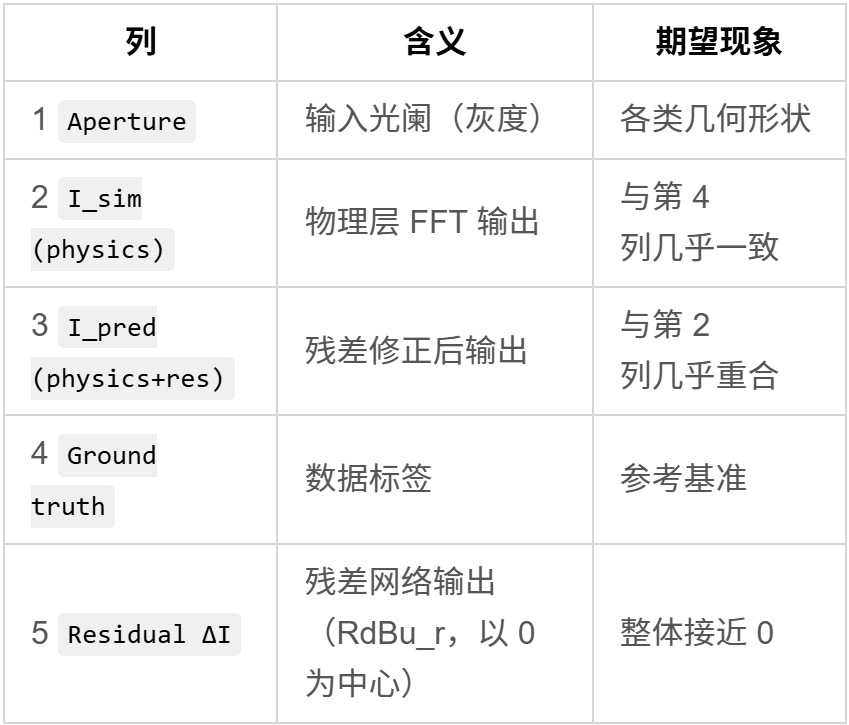 列 含义 期望现象
1 Aperture 输入光阑（灰度） 各类几何形状
2 I_sim
(physics)
物理层 FFT 输出
与第 4
列几乎一致
3 I_pred
(physics+res)
残差修正后输出
与第 2
列几乎重合
4 Ground
truth
数据标签
参考基准
5 Residual ΔI
残差网络输出
（RdBu_r，以 0
为中心）
整体接近 0